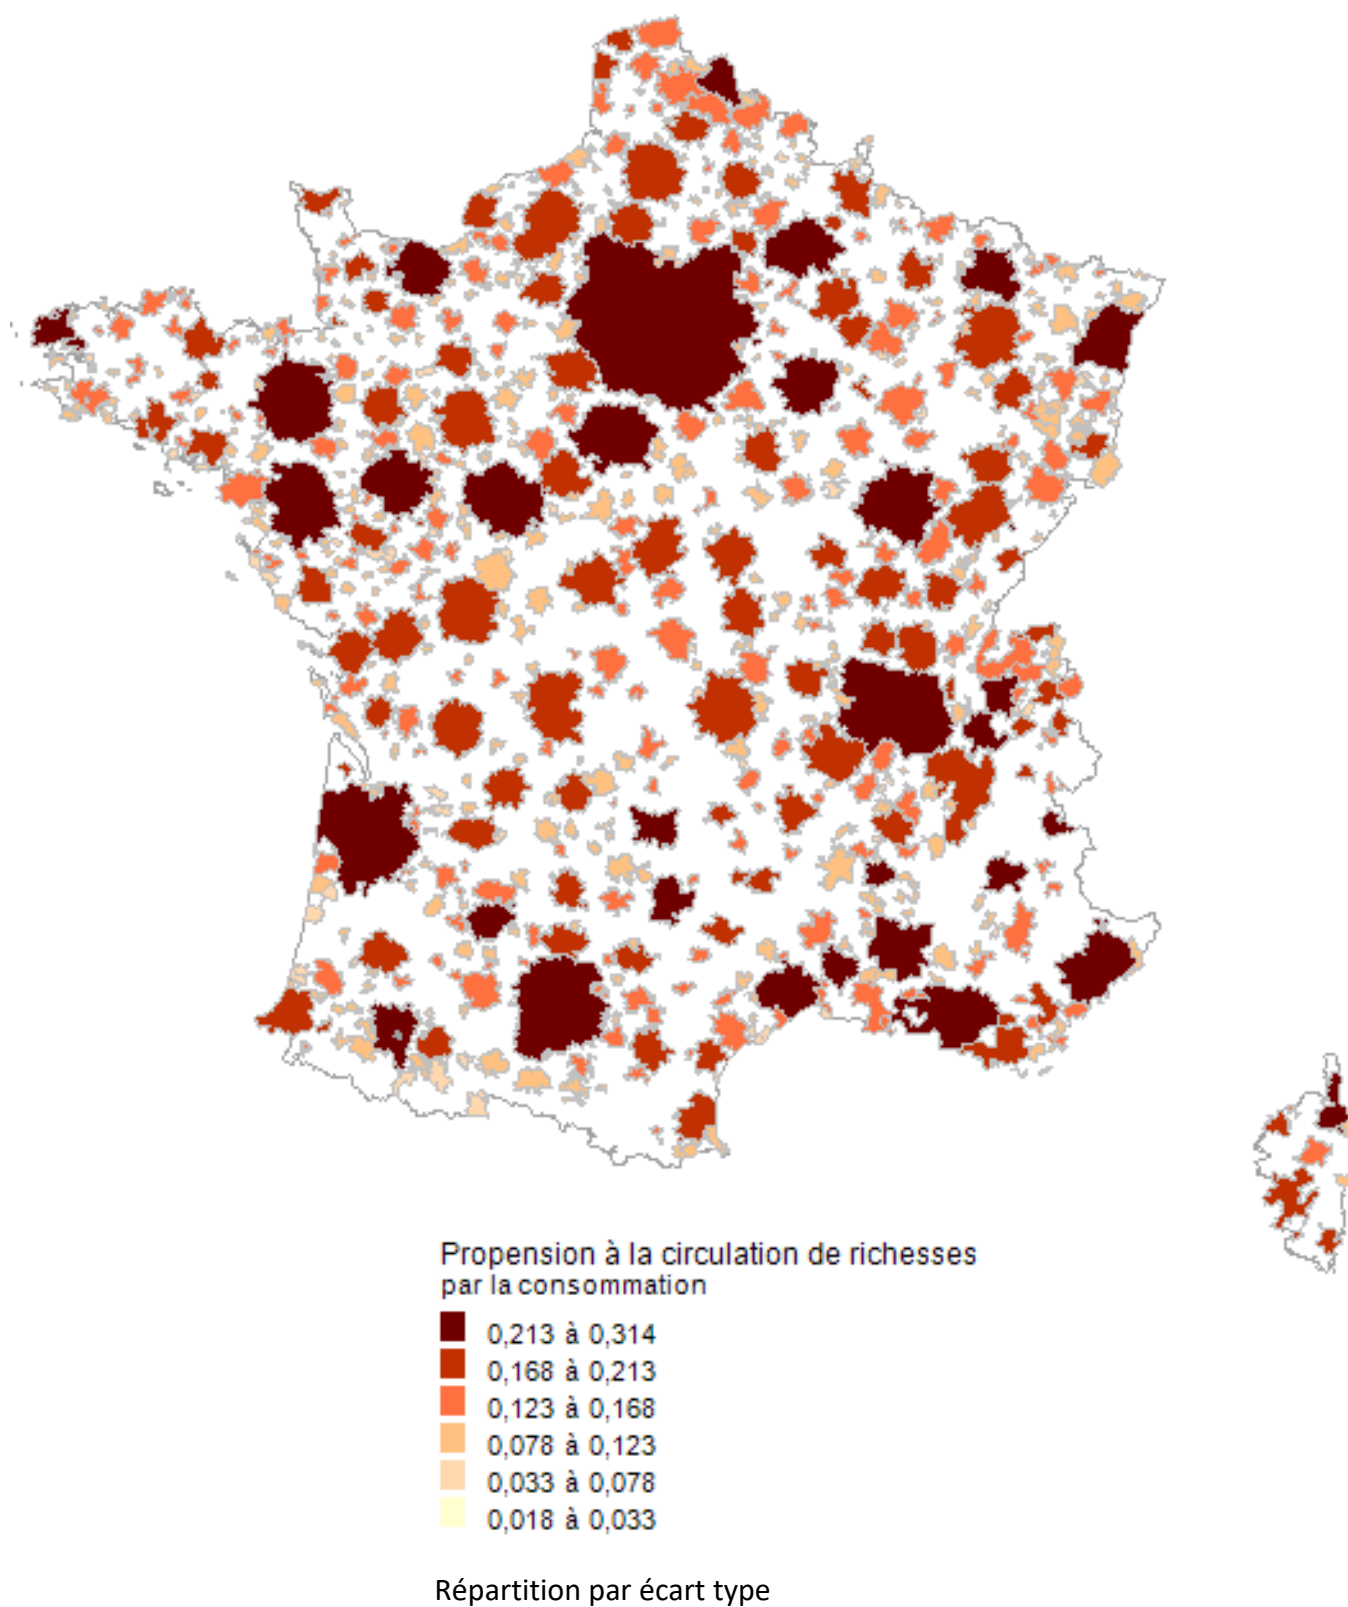 Propension à la circulation de richesses
par la consommation
0,213 à 0,314
0,168 à 0,213
0,123 à 0,168
0,078 à 0,123
0,033 à 0,078
0,018 à 0,033
Répartition par écart type